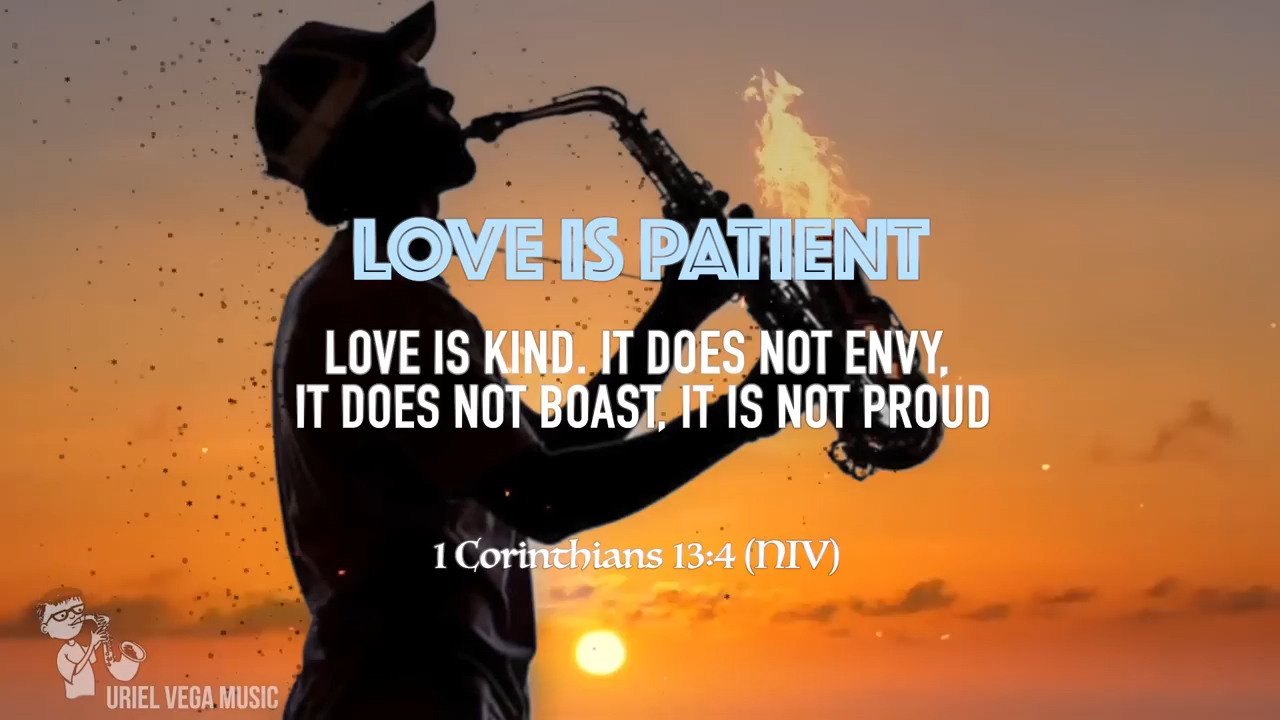 LOVE IS PATIENT
LOVE IS KIND. IT DOES NOT ENVY,
IT DOES NOT BOAST, IT IS NOT PROUD
1 Corinthians 13:4 (NIV)
URIEL VEGA MUSIC